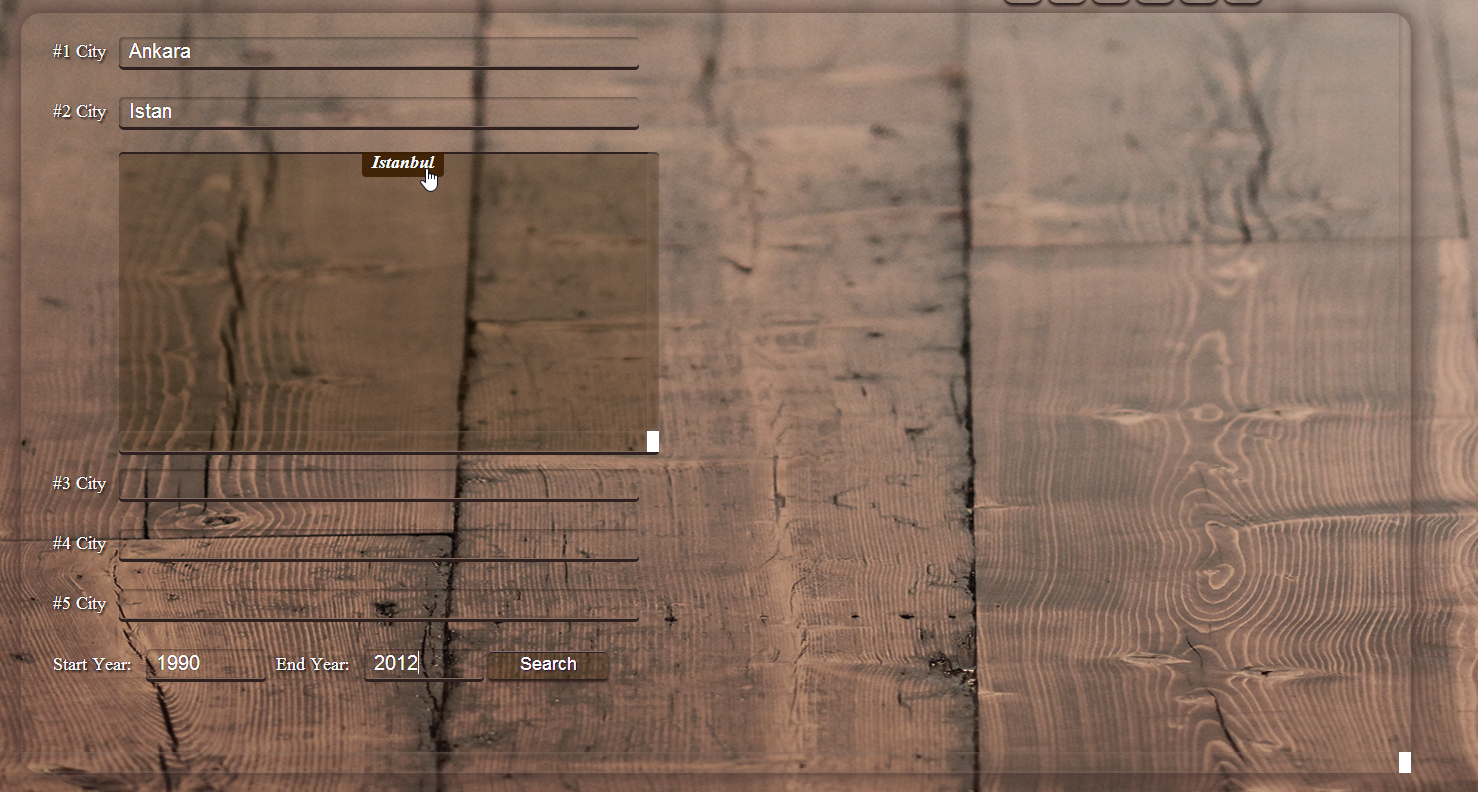 #1 City Ankara
#2 City Istan
Istanbul
#3 City
#4 City
#5 City
Start Year: 1990 End Year: 2012 Search